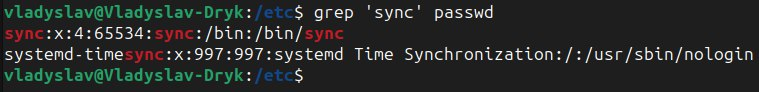 vladyslav@Vladyslav-Dryk:/etc$ grep 'sync' passwd
sync:x:4:65534:sync:/bin:/bin/sync
systemd-timesync:x:997:997:systemd Time Synchronization:/:/usr/sbin/nologin
vladyslav@Vladyslav-Dryk:/etc$